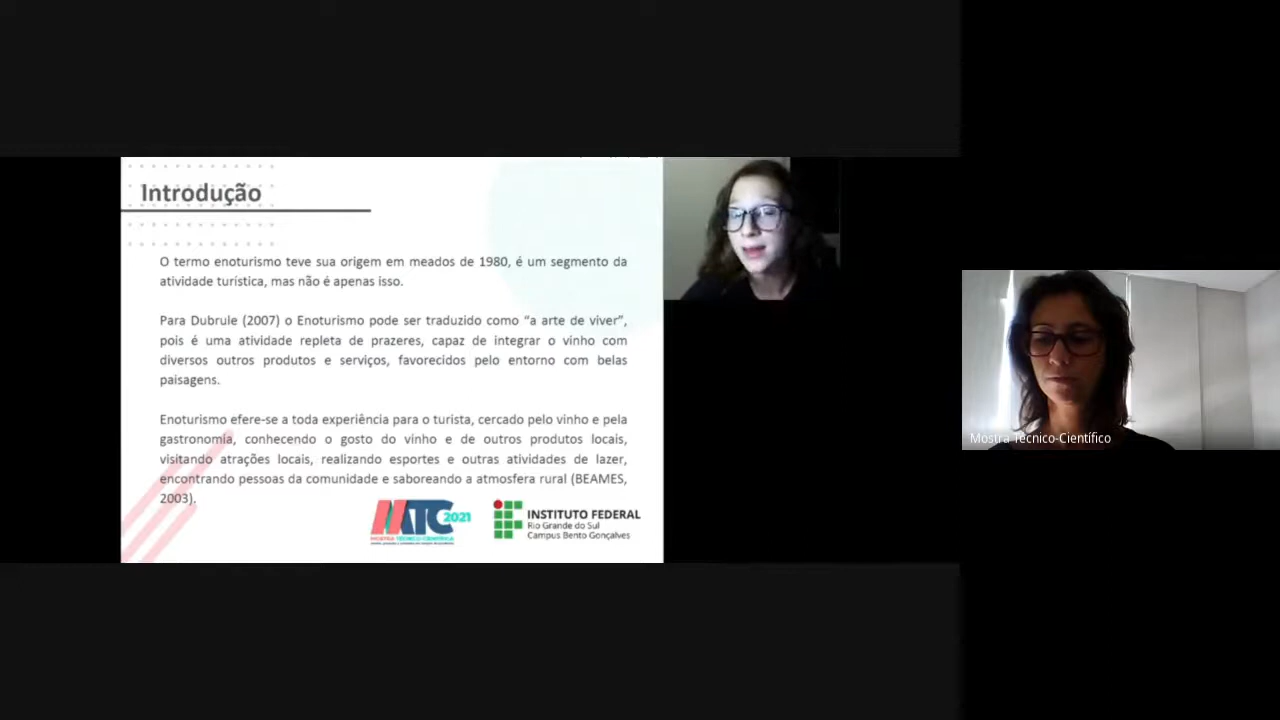 Introdução
O termo enoturismo teve sua origem em meados de 1980, é um segmento da
atividade turística, mas não é apenas isso.
Para Dubrule (2007) o Enoturismo pode ser traduzido como “a arte de viver”,
pois é uma atividade repleta de prazeres, capaz de integrar o vinho com
diversos outros produtos e serviços, favorecidos pelo entorno com belas
paisagens.
Enoturismo efere-se a toda experiência para o turista, cercado pelo vinho e pela
gastronomia, conhecendo o gosto do vinho e de outros produtos locais,
visitando atrações locais, realizando esportes e outras atividades de lazer,
encontrando pessoas da comunidade e saboreando a atmosfera rural (BEAMES,
2003).
MTC 2021
MOSTRA TÉCNICO-CIENTÍFICA
INSTITUTO FEDERAL
Rio Grande do Sul
Campus Bento Gonçalves
Mostra Técnico-Científico